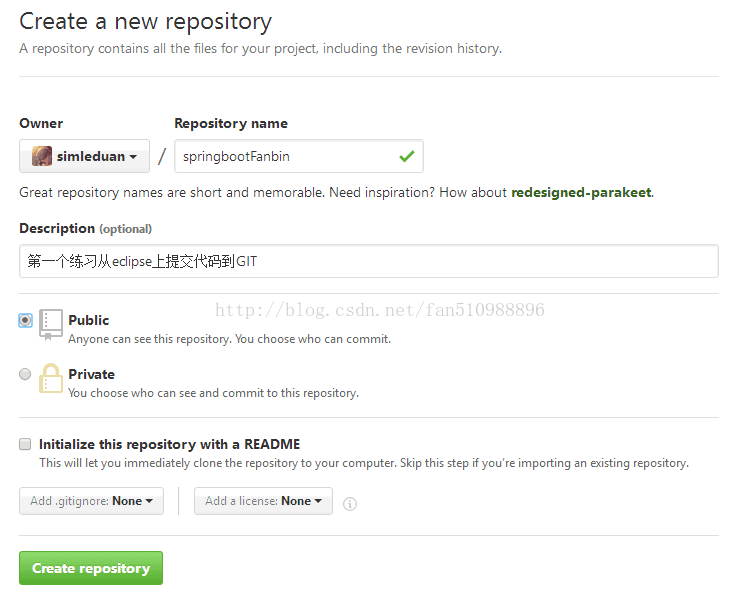 Create a new repository
A repository contains all the files for your project, including the revision history.
Owner Repository name
simleduan / springbootFanbin
Great repository names are short and memorable. Need inspiration? How about redesigned-parakeet.
Description (optional)
第一个练习从eclipse上提交代码到GIT
http://blog.csdn.net/fan510988896
Public
Anyone can see this repository. You choose who can commit.
Private
You choose who can see and commit to this repository.
Initialize this repository with a README
This will let you immediately clone the repository to your computer. Skip this step if you're importing an existing repository.
Add .gitignore: None Add a license: None
Create repository